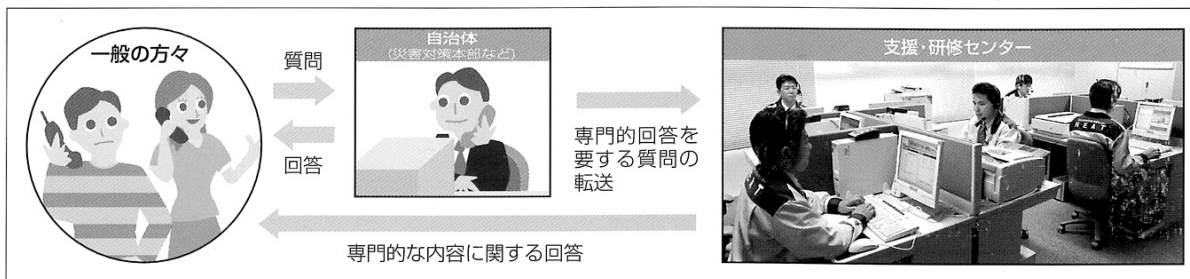 一般の方々
質問
回答
自治体
(災害対策本部など)
専門的回答を
要する質問の
転送
支援・研修センター
専門的な内容に関する回答
NEAT